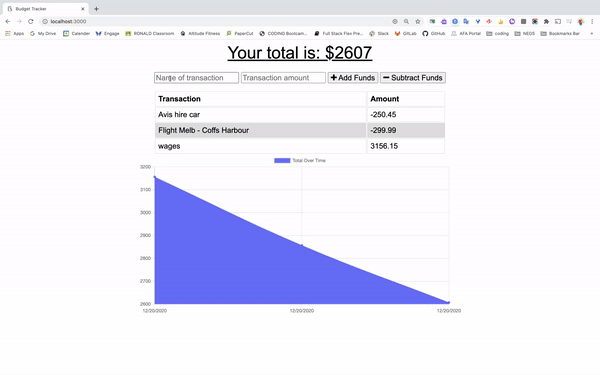 Budget Tracker
localhost:3000
Apps
My Drive
Calender
Engage
RONALD Classroom
Altitude Fitness
PaperCut
CODING Bootcam...
Full Stack Flex Pre...
Slack
GitLab
GitHub
AFA Portal
coding
NEDS
Bookmarks Bar
Your total is: $2607
Name of transaction
Transaction amount
Add Funds
Subtract Funds
Transaction Amount
Avis hire car -250.45
Flight Melb - Coffs Harbour -299.99
wages 3156.15
Total Over Time
3200
3100
3000
2900
2800
2700
2600
12/20/2020 12/20/2020 12/20/2020